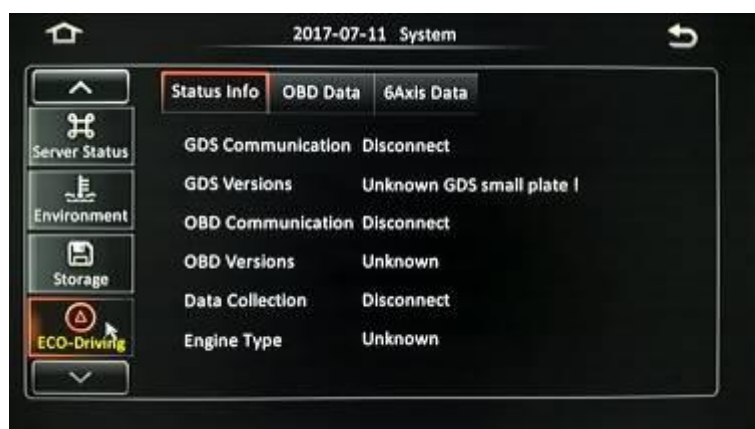 2017-07-11 System
Status Info OBD Data 6Axis Data
Server Status
Environment
Storage
ECO-Driving
GDS Communication Disconnect
GDS Versions Unknown GDS small plate !
OBD Communication Disconnect
OBD Versions Unknown
Data Collection Disconnect
Engine Type Unknown